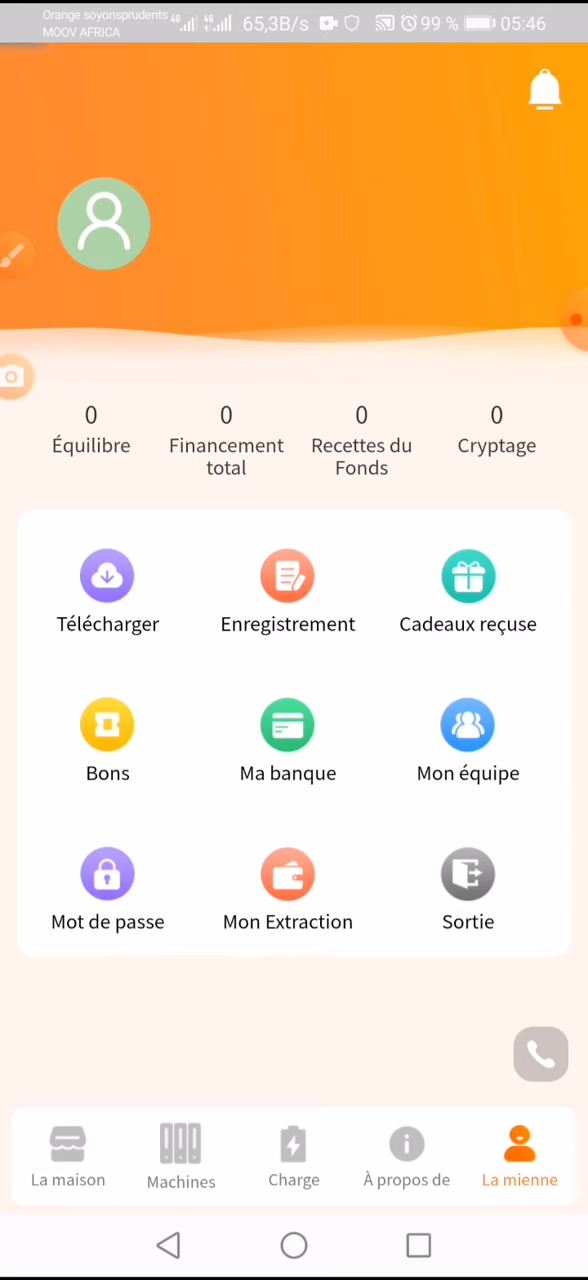 Orange soyonsprudents 4G 4G 65,3B/s 99 % 05:46
MOOV AFRICA
0 0 0 0
Équilibre Financement total Recettes du Fonds Cryptage
Télécharger Enregistrement Cadeaux reçuse
Bons Ma banque Mon équipe
Mot de passe Mon Extraction Sortie
La maison Machines Charge À propos de La mienne